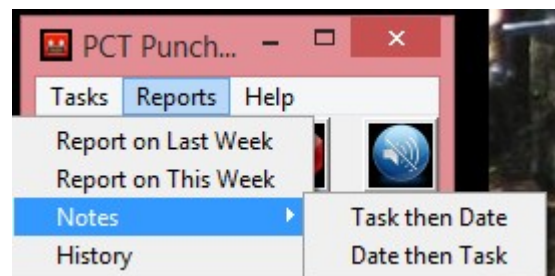 PCT Punch...
Tasks Reports Help
Report on Last Week
Report on This Week
Notes
Task then Date
History
Date then Task